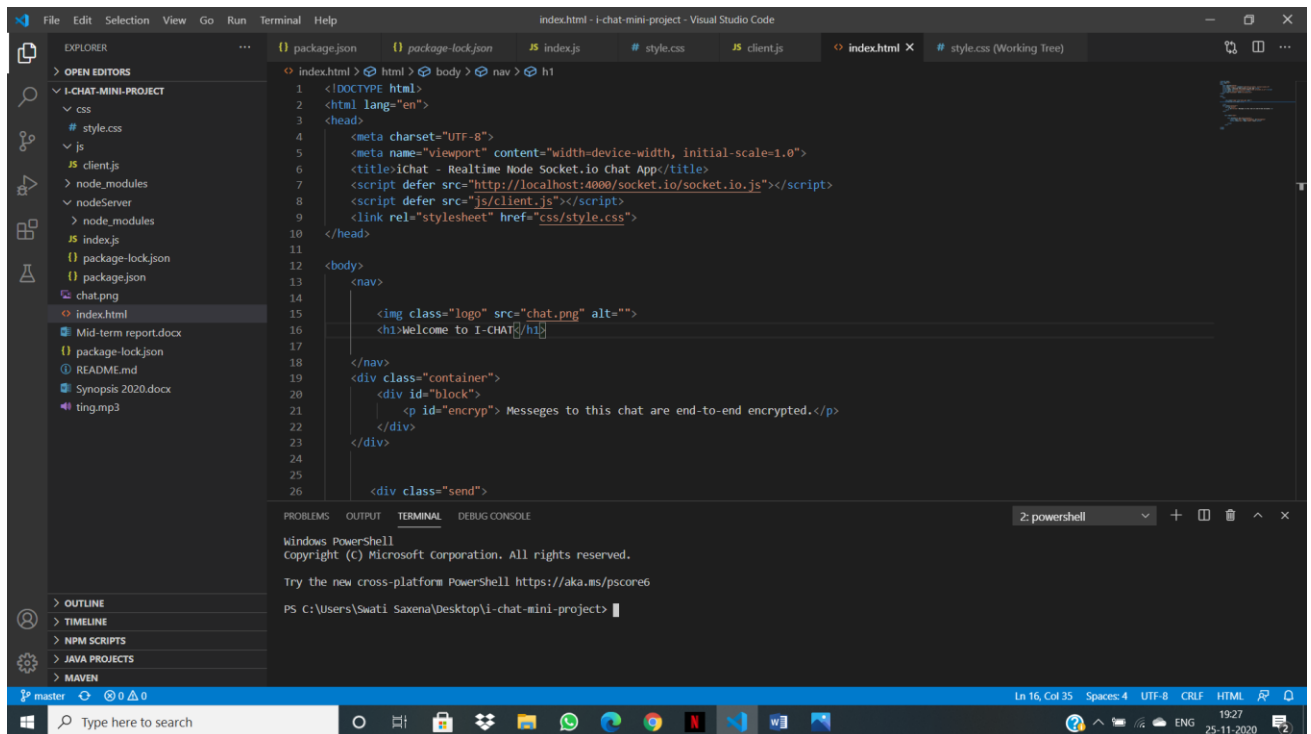 File Edit Selection View Go Run Terminal Help
index.html - i-chat-mini-project - Visual Studio Code
EXPLORER
OPEN EDITORS
I-CHAT-MINI-PROJECT
css
# style.css
js
JS client.js
node_modules
nodeServer
node_modules
JS index.js
{} package-lock.json
{} package.json
chat.png
<> index.html
Mid-term report.docx
{} package-lock.json
README.md
Synopsis 2020.docx
ting.mp3
OUTLINE
TIMELINE
NPM SCRIPTS
JAVA PROJECTS
MAVEN
{} package.json {} package-lock.json JS index.js # style.css JS client.js <> index.html # style.css (Working Tree)
<> index.html > html > body > nav > h1
1 <!DOCTYPE html>
2 <html lang="en">
3 <head>
4 <meta charset="UTF-8">
5 <meta name="viewport" content="width=device-width, initial-scale=1.0">
6 <title>iChat - Realtime Node Socket.io Chat App</title>
7 <script defer src="http://localhost:4000/socket.io/socket.io.js"></script>
8 <script defer src="js/client.js"></script>
9 <link rel="stylesheet" href="css/style.css">
10 </head>
11
12 <body>
13 <nav>
14
15 <img class="logo" src="chat.png" alt="">
16 <h1>Welcome to I-CHAT</h1>
17
18 </nav>
19 <div class="container">
20 <div id="block">
21 <p id="encryp"> Messeges to this chat are end-to-end encrypted.</p>
22 </div>
23 </div>
24
25
26 <div class="send">
PROBLEMS OUTPUT TERMINAL DEBUG CONSOLE
2: powershell
Windows PowerShell
Copyright (C) Microsoft Corporation. All rights reserved.
Try the new cross-platform PowerShell https://aka.ms/pscore6
PS C:\Users\Swati Saxena\Desktop\i-chat-mini-project>
master 0 0
Ln 16, Col 35 Spaces: 4 UTF-8 CRLF HTML
Type here to search
N
W
ENG
19:27
25-11-2020
2